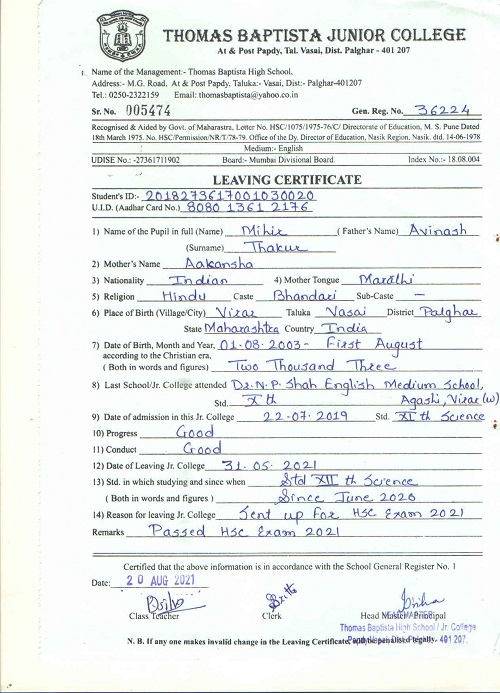 THOMAS BAPTISTA JUNIOR COLLEGE
At & Post Papdy, Tal. Vasai, Dist. Palghar - 401 207
Name of the Management:- Thomas Baptista High School,
Address:- M.G. Road, At & Post Papdy, Taluka:- Vasai, Dist:- Palghar-401207
Tel.: 0250-2322159 Email: thomasbaptista@yahoo.co.in
Sr. No. 005474 Gen. Reg. No. 36224
Recognised & Aided by Govt. of Maharastra, Letter No. HSC/1075/1975-76/C/ Directorate of Education, M. S. Pune Dated
18th March 1975. No. HSC/Permission/NR/T/78-79. Office of the Dy. Director of Education, Nasik Region. Nasik. dtd. 14-06-1978
Medium:- English
UDISE No.: -27361711902 Board:- Mumbai Divisional Board. Index No.:- 18.08.004
LEAVING CERTIFICATE
Student's ID:- 2018273617001030020
U.I.D. (Aadhar Card No.) 8080 1361 2176
1) Name of the Pupil in full (Name) Mihir ( Father's Name) Avinash
(Surname) Thakur
2) Mother's Name Aakansha
3) Nationality Indian 4) Mother Tongue Marathi
5) Religion Hindu Caste Bhandari Sub-Caste —
6) Place of Birth (Village/City) Virar Taluka Vasai District Palghar
State Maharashtra Country India
7) Date of Birth, Month and Year, 01-08-2003- First August
according to the Christian era,
( Both in words and figures ) Two Thousand Three
8) Last School/Jr. College attended Dr. N. P. Shah English Medium School,
Std. Xth Agashi, Virar (w)
9) Date of admission in this Jr. College 22-07-2019 Std. XI th Science
10) Progress Good
11) Conduct Good
12) Date of Leaving Jr. College 31-05-2021
13) Std. in which studying and since when Std XII th Science
( Both in words and figures ) Since June 2020
14) Reason for leaving Jr. College Sent up for HSC Exam 2021
Remarks Passed HSC Exam 2021
Certified that the above information is in accordance with the School General Register No. 1
Date: 20 AUG 2021
Class Teacher Clerk Head Master/Principal
Thomas Baptista High School / Jr. College
N. B. If any one makes invalid change in the Leaving Certificate, 401 207.